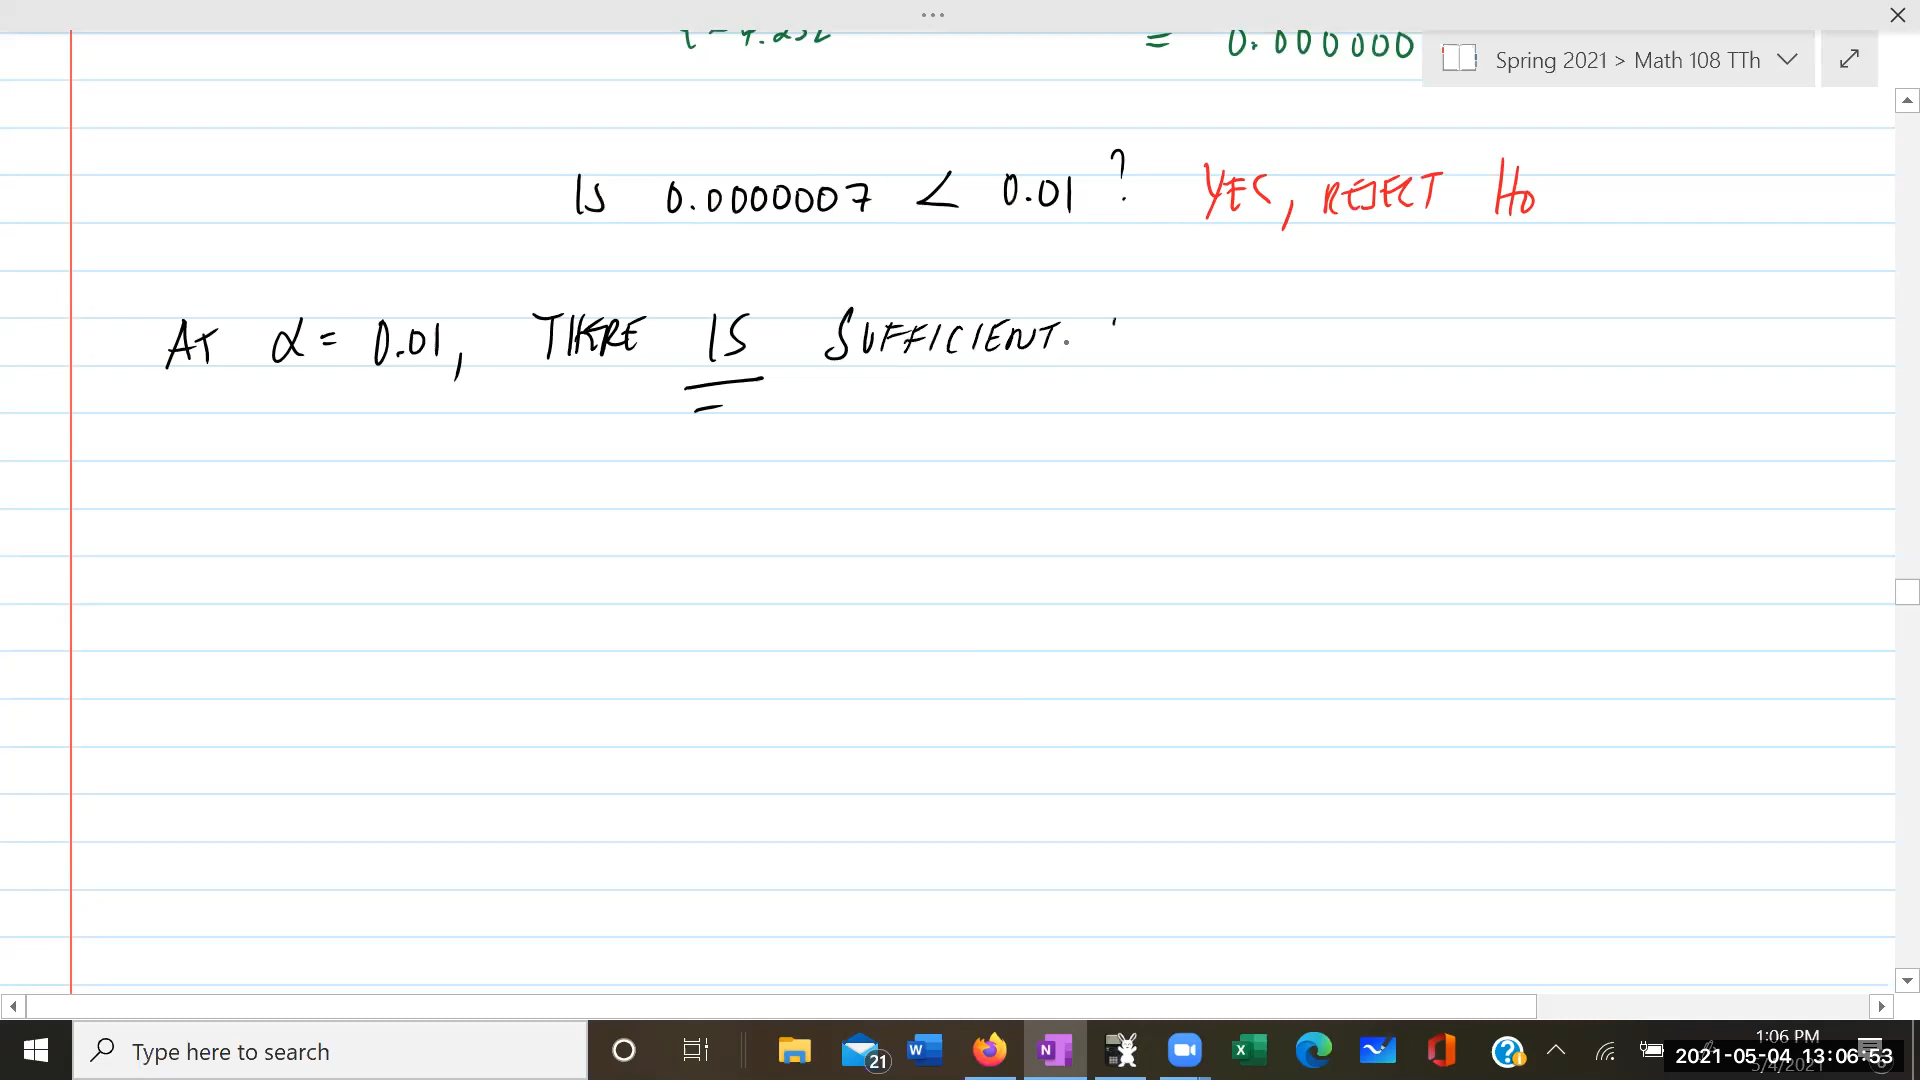 = 0.000000
Spring 2021 > Math 108 TTh
IS 0.0000007 < 0.01 ? YES, REJECT H0
AT α = 0.01, THERE IS SUFFICIENT
Type here to search
21
1:06 PM
2021-05-04 13:06:53